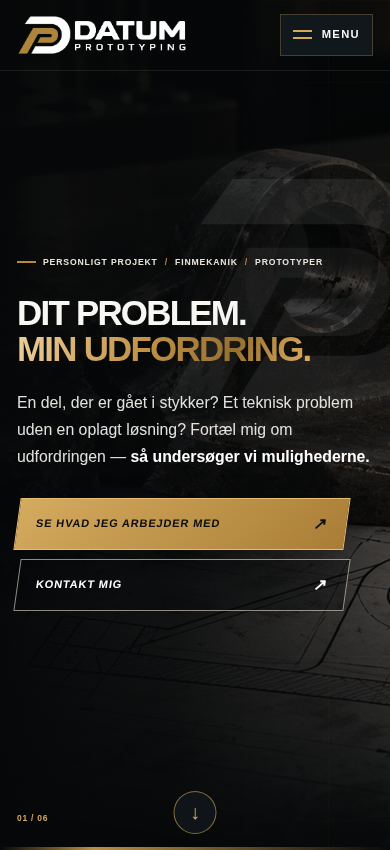 DATUM
PROTOTYPING
MENU
PERSONLIGT PROJEKT / FINMEKANIK / PROTOTYPER
DIT PROBLEM.
MIN UDFORDRING.
En del, der er gået i stykker? Et teknisk problem
uden en oplagt løsning? Fortæl mig om
udfordringen — så undersøger vi mulighederne.
SE HVAD JEG ARBEJDER MED ↗
KONTAKT MIG ↗
01 / 06
↓